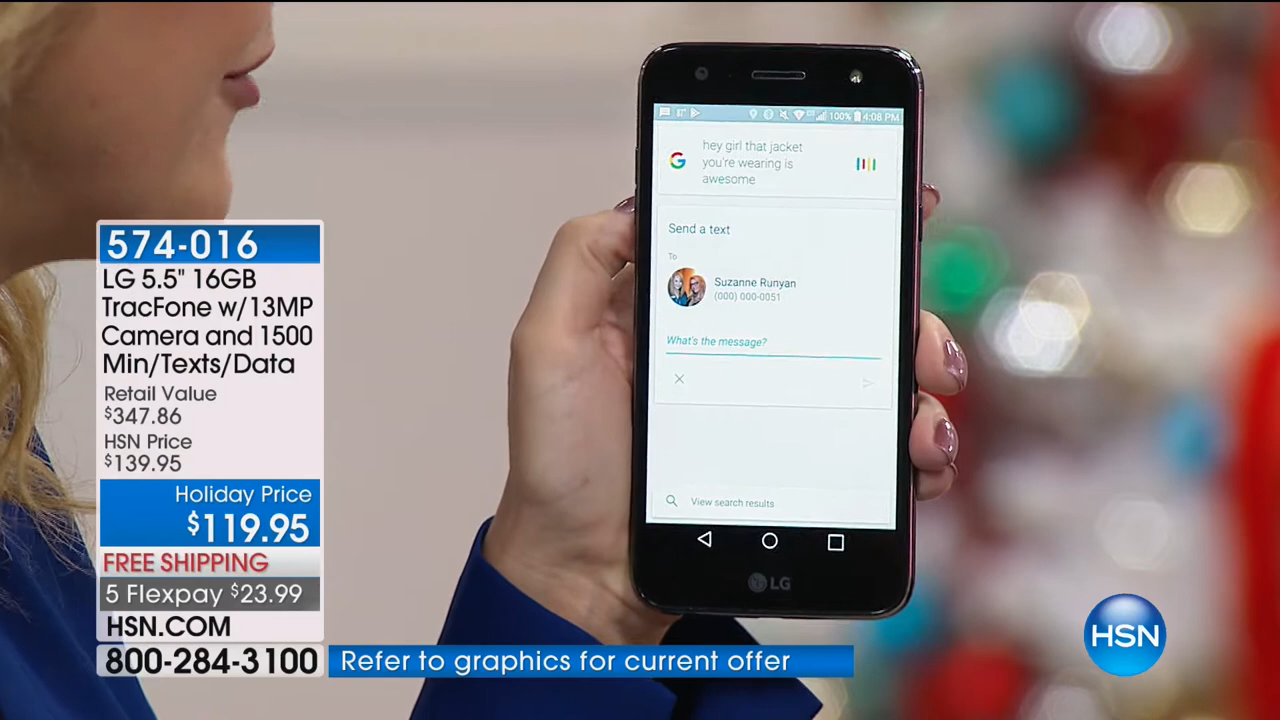 574-016
LG 5.5" 16GB
TracFone w/13MP
Camera and 1500
Min/Texts/Data
Retail Value
$347.86
HSN Price
$139.95
Holiday Price
$119.95
FREE SHIPPING
5 Flexpay $23.99
HSN.COM
800-284-3100
Refer to graphics for current offer
100% 4:08 PM
G
hey girl that jacket
you're wearing is
awesome
Send a text
To
Suzanne Runyan
(000) 000-0051
What's the message?
View search results
LG
HSN